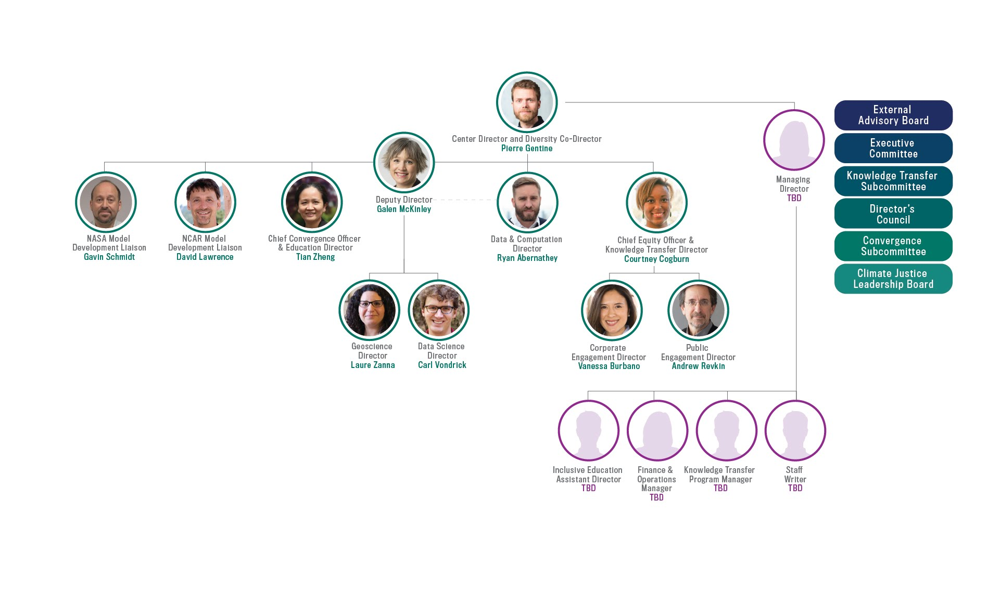 Center Director and Diversity Co-Director
Pierre Gentine
Deputy Director
Galen McKinley
Managing
Director
TBD
NASA Model
Development Liaison
Gavin Schmidt
NCAR Model
Development Liaison
David Lawrence
Chief Convergence Officer
& Education Director
Tian Zheng
Data & Computation
Director
Ryan Abernathey
Chief Equity Officer &
Knowledge Transfer Director
Courtney Cogburn
Geoscience
Director
Laure Zanna
Data Science
Director
Carl Vondrick
Corporate
Engagement Director
Vanessa Burbano
Public
Engagement Director
Andrew Revkin
Inclusive Education
Assistant Director
TBD
Finance &
Operations
Manager
TBD
Knowledge Transfer
Program Manager
TBD
Staff
Writer
TBD
External
Advisory Board
Executive
Committee
Knowledge Transfer
Subcommittee
Director’s
Council
Convergence
Subcommittee
Climate Justice
Leadership Board